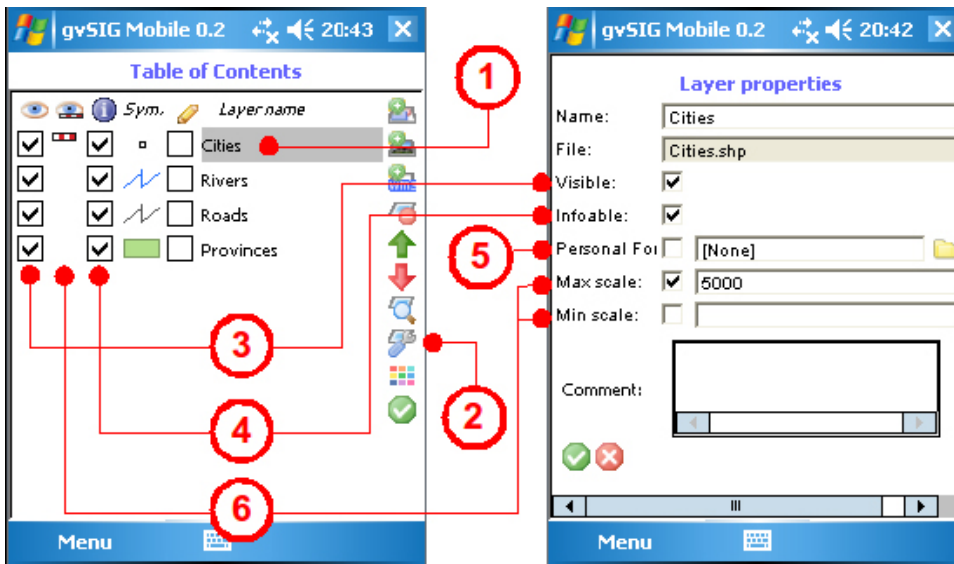 gvSIG Mobile 0.2 20:43
Table of Contents
Sym. Layer name
Cities
Rivers
Roads
Provinces
Menu
1
2
3
4
5
6
gvSIG Mobile 0.2 20:42
Layer properties
Name: Cities
File: Cities.shp
Visible:
Infoable:
Personal For [None]
Max scale: 5000
Min scale:
Comment:
Menu